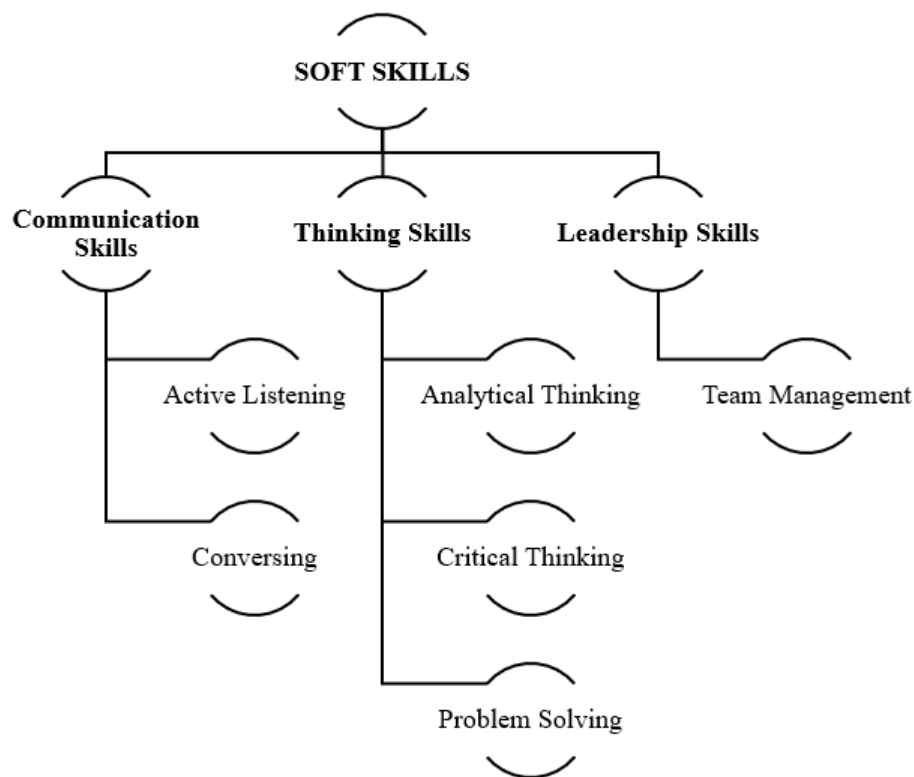 SOFT SKILLS
Communication
Skills
Thinking Skills
Leadership Skills
Active Listening
Analytical Thinking
Team Management
Conversing
Critical Thinking
Problem Solving